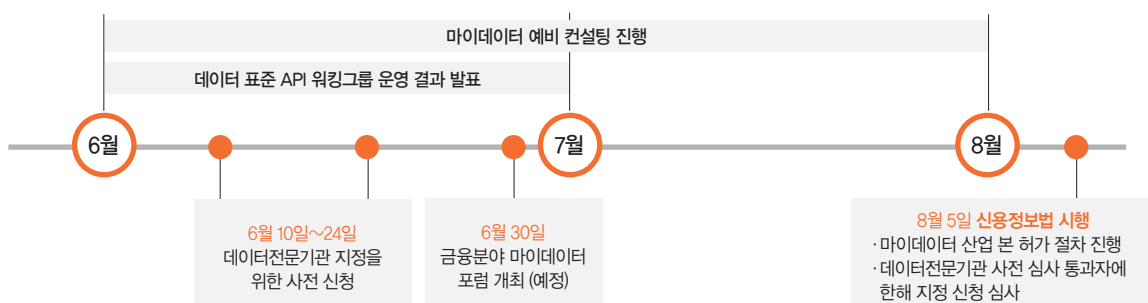 마이데이터 예비 컨설팅 진행
데이터 표준 API 워킹그룹 운영 결과 발표
6월
7월
8월
6월 10일~24일
데이터전문기관 지정을
위한 사전 신청
6월 30일
금융분야 마이데이터
포럼 개최 (예정)
8월 5일 신용정보법 시행
· 마이데이터 산업 본 허가 절차 진행
· 데이터전문기관 사전 심사 통과자에
한해 지정 신청 심사